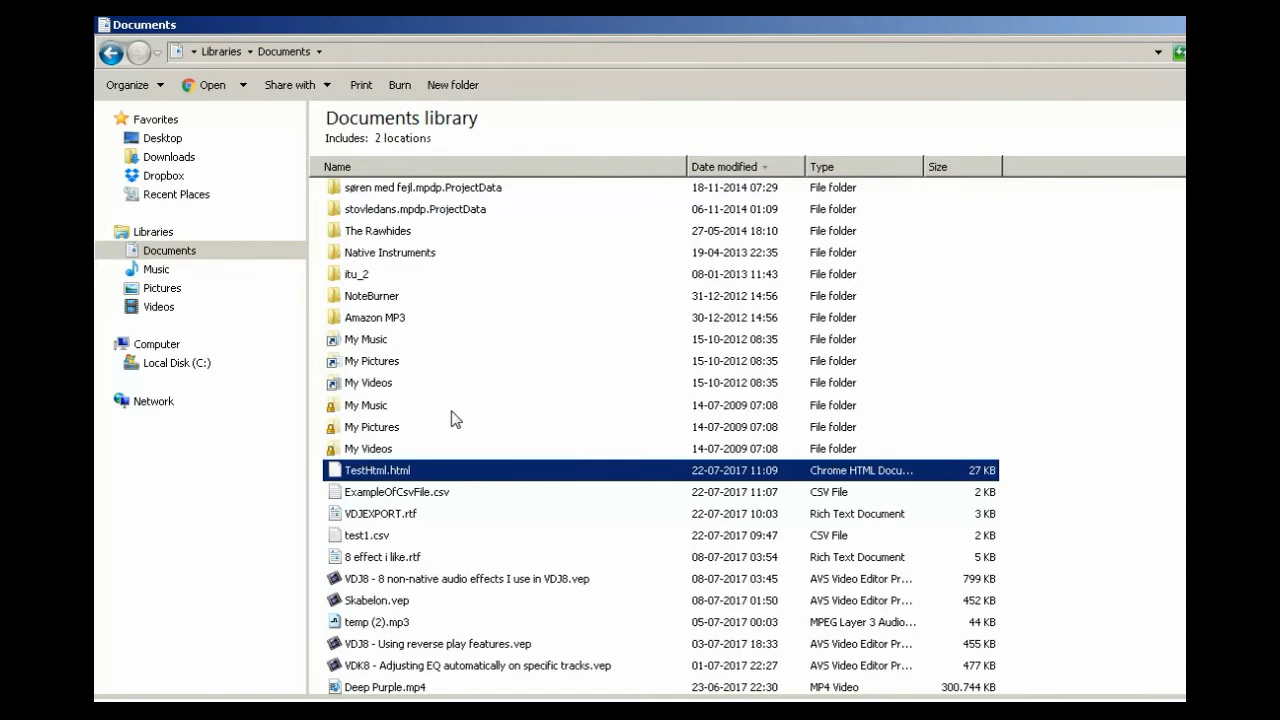 Documents
Libraries Documents
Organize Open Share with Print Burn New folder
Favorites
Desktop
Downloads
Dropbox
Recent Places
Libraries
Documents
Music
Pictures
Videos
Computer
Local Disk (C:)
Network
Documents library
Includes: 2 locations
Name Date modified Type Size
søren med fejl.mpdp.ProjectData 18-11-2014 07:29 File folder
stovledans.mpdp.ProjectData 06-11-2014 01:09 File folder
The Rawhides 27-05-2014 18:10 File folder
Native Instruments 19-04-2013 22:35 File folder
itu_2 08-01-2013 11:43 File folder
NoteBurner 31-12-2012 14:56 File folder
Amazon MP3 30-12-2012 14:56 File folder
My Music 15-10-2012 08:35 File folder
My Pictures 15-10-2012 08:35 File folder
My Videos 15-10-2012 08:35 File folder
My Music 14-07-2009 07:08 File folder
My Pictures 14-07-2009 07:08 File folder
My Videos 14-07-2009 07:08 File folder
TestHtml.html 22-07-2017 11:09 Chrome HTML Docu... 27 KB
ExampleOfCsvFile.csv 22-07-2017 11:07 CSV File 2 KB
VDJEXPORT.rtf 22-07-2017 10:03 Rich Text Document 3 KB
test1.csv 22-07-2017 09:47 CSV File 2 KB
8 effect i like.rtf 08-07-2017 03:54 Rich Text Document 5 KB
VDJ8 - 8 non-native audio effects I use in VDJ8.vep 08-07-2017 03:45 AVS Video Editor Pr... 799 KB
Skabelon.vep 08-07-2017 01:50 AVS Video Editor Pr... 452 KB
temp (2).mp3 05-07-2017 00:03 MPEG Layer 3 Audio... 44 KB
VDJ8 - Using reverse play features.vep 03-07-2017 18:33 AVS Video Editor Pr... 455 KB
VDK8 - Adjusting EQ automatically on specific tracks.vep 01-07-2017 22:27 AVS Video Editor Pr... 477 KB
Deep Purple.mp4 23-06-2017 22:30 MP4 Video 300.744 KB